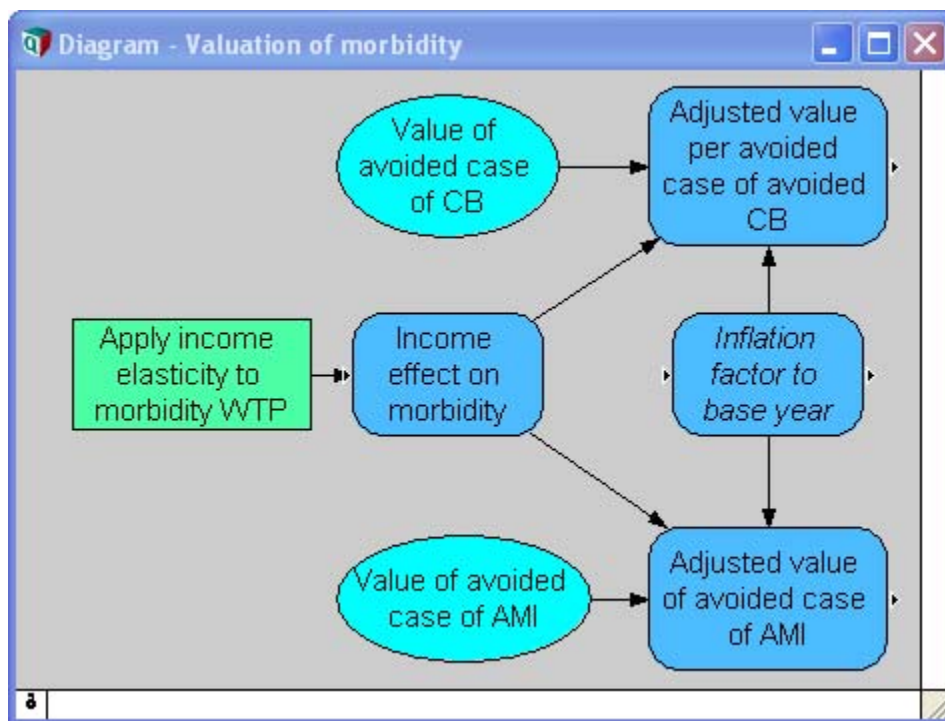 Diagram - Valuation of morbidity
Value of
avoided case
of CB
Adjusted value
per avoided
case of avoided
CB
Apply income
elasticity to
morbidity WTP
Income
effect on
morbidity
Inflation
factor to
base year
Value of avoided
case of AMI
Adjusted value
of avoided case
of AMI